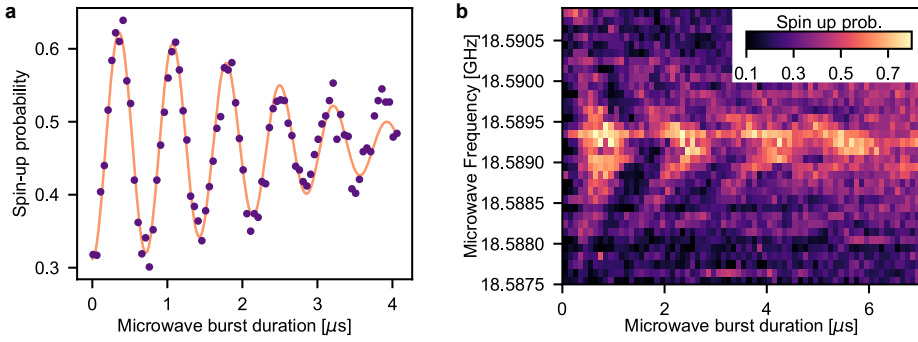 a
0.6
0.5
0.4
0.3
Spin-up probability
0 1 2 3 4
Microwave burst duration [μs]
b
Spin up prob.
0.1 0.3 0.5 0.7
18.5905
18.5900
18.5895
18.5890
18.5885
18.5880
18.5875
Microwave Frequency [GHz]
0 2 4 6
Microwave burst duration [μs]